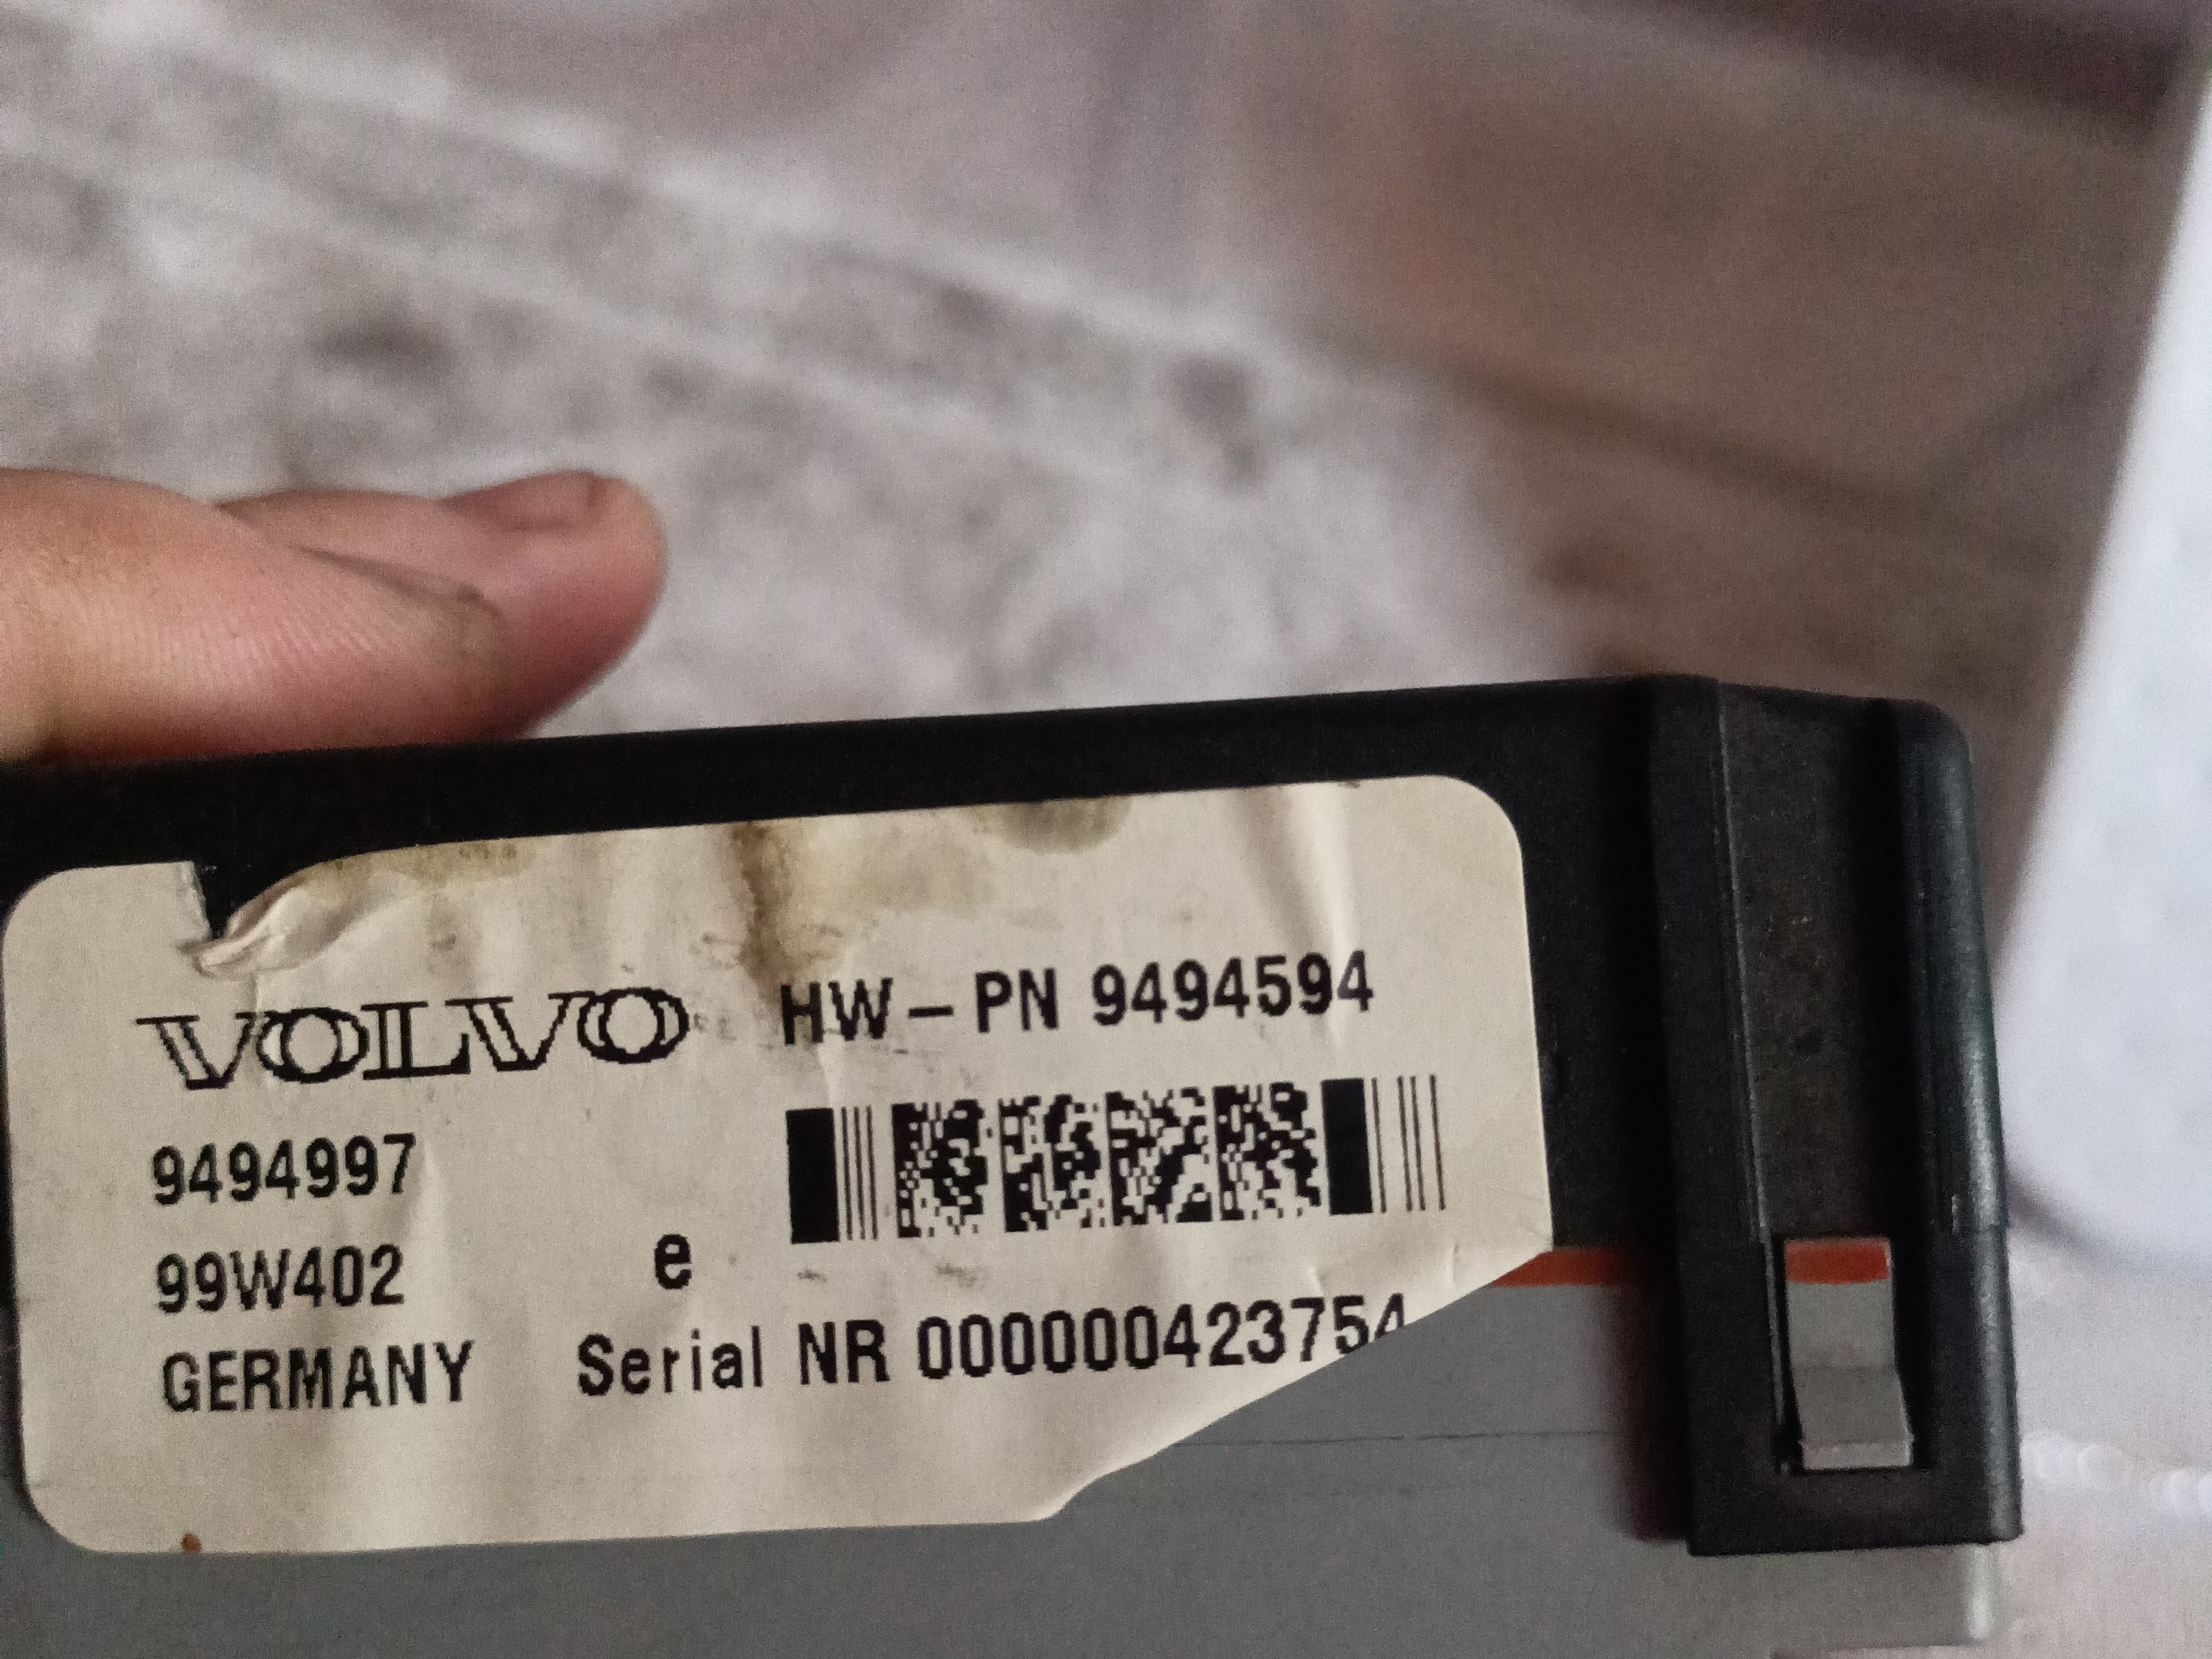 VOLVO HW-PN 9494594
9494997
99W402 e
GERMANY Serial NR 000000423754